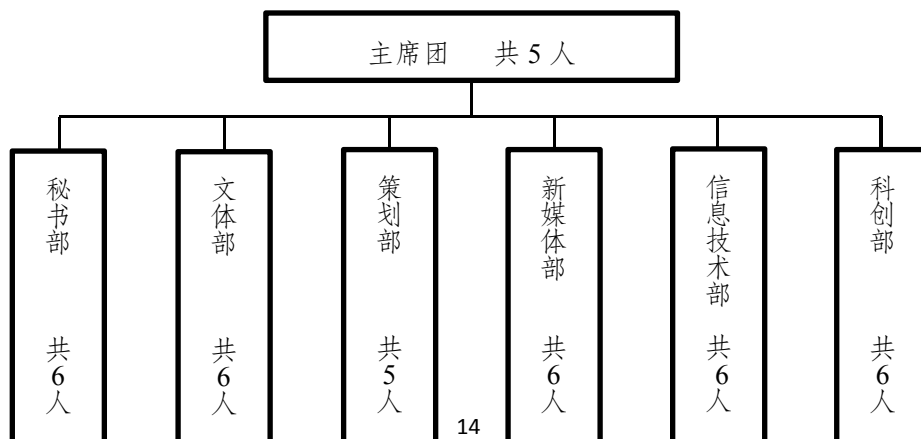 主席团 共 5 人
秘书部 共6人
文体部 共6人
策划部 共5人
新媒体部 共6人
信息技术部 共6人
科创部 共6人
14